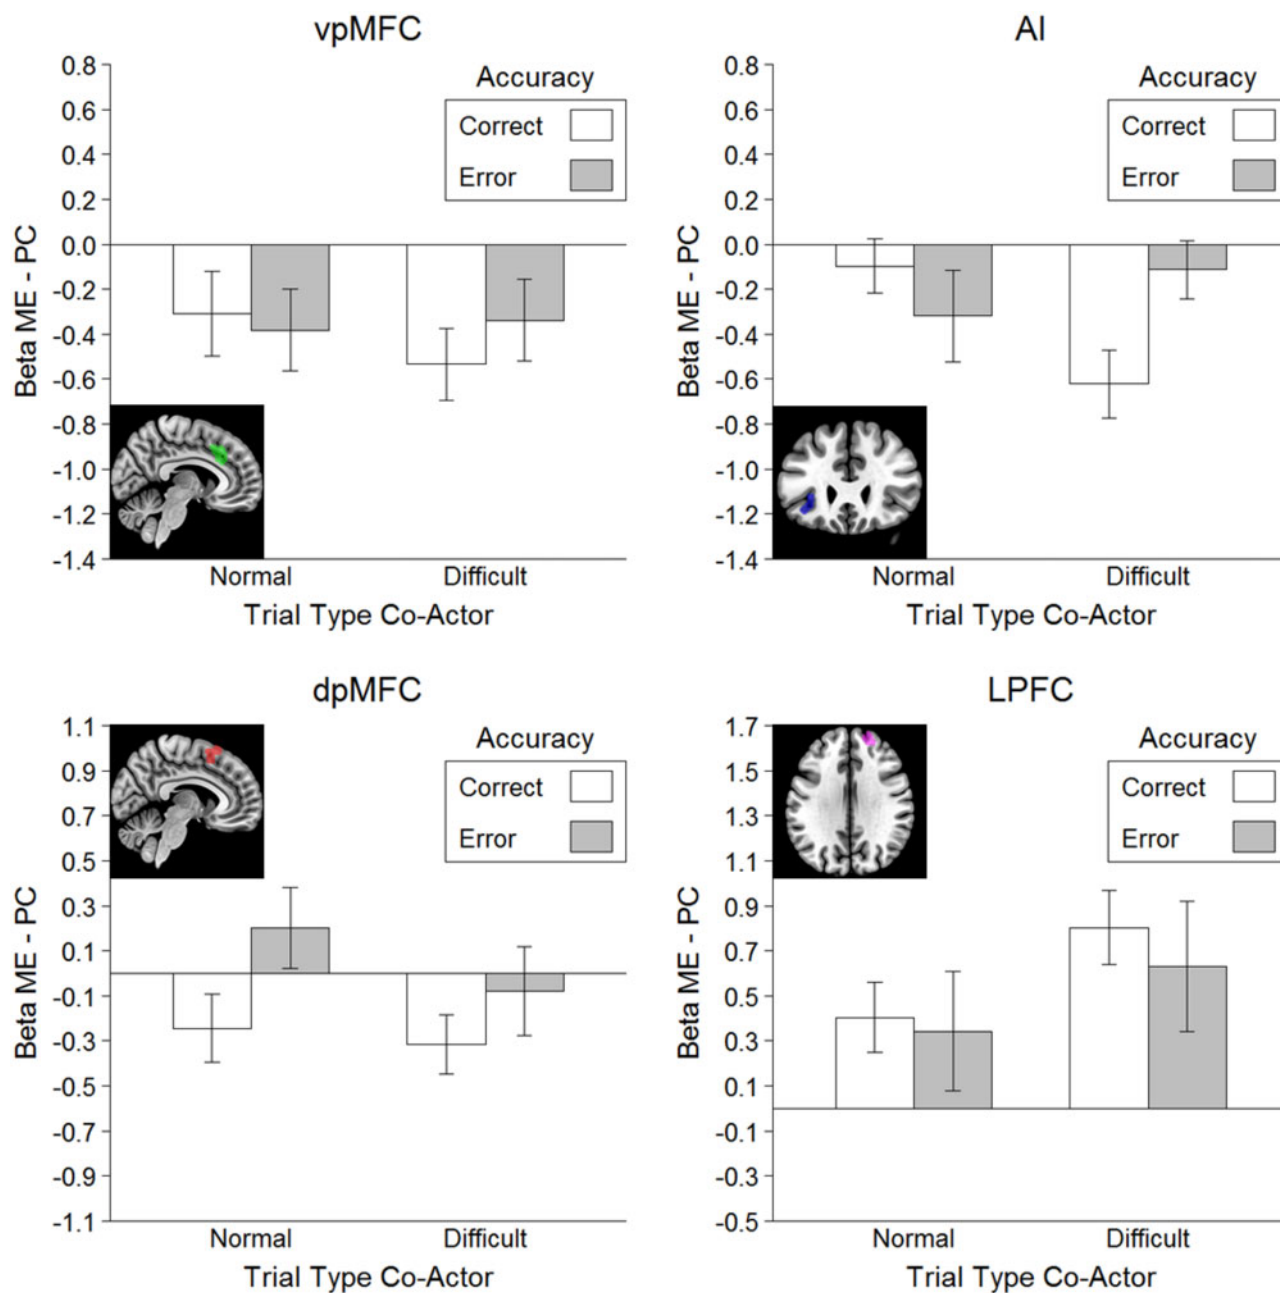 vpMFC
0.8
0.6
0.4
0.2
0.0
-0.2
-0.4
-0.6
-0.8
-1.0
-1.2
-1.4
Beta ME - PC
Accuracy
Correct
Error
Normal Difficult
Trial Type Co-Actor
AI
0.8
0.6
0.4
0.2
0.0
-0.2
-0.4
-0.6
-0.8
-1.0
-1.2
-1.4
Beta ME - PC
Accuracy
Correct
Error
Normal Difficult
Trial Type Co-Actor
dpMFC
1.1
0.9
0.7
0.5
0.3
0.1
-0.1
-0.3
-0.5
-0.7
-0.9
-1.1
Beta ME - PC
Accuracy
Correct
Error
Normal Difficult
Trial Type Co-Actor
LPFC
1.7
1.5
1.3
1.1
0.9
0.7
0.5
0.3
0.1
-0.1
-0.3
-0.5
Beta ME - PC
Accuracy
Correct
Error
Normal Difficult
Trial Type Co-Actor